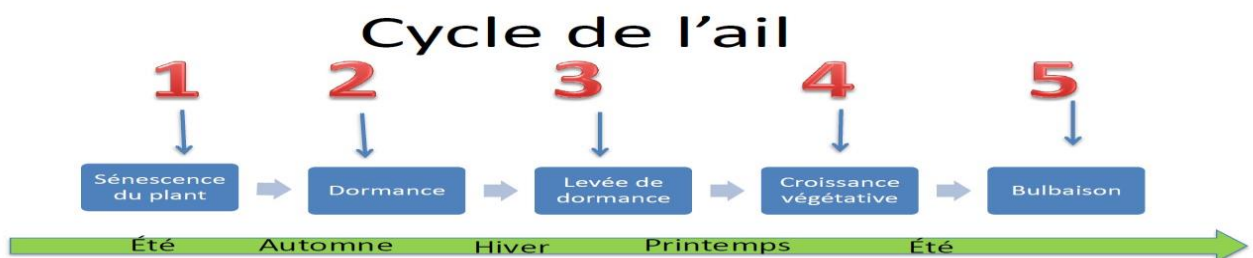 Cycle de l'ail
1 2 3 4 5
Sénescence
du plant
Dormance
Levée de
dormance
Croissance
végétative
Bulbaison
Été Automne Hiver Printemps Été